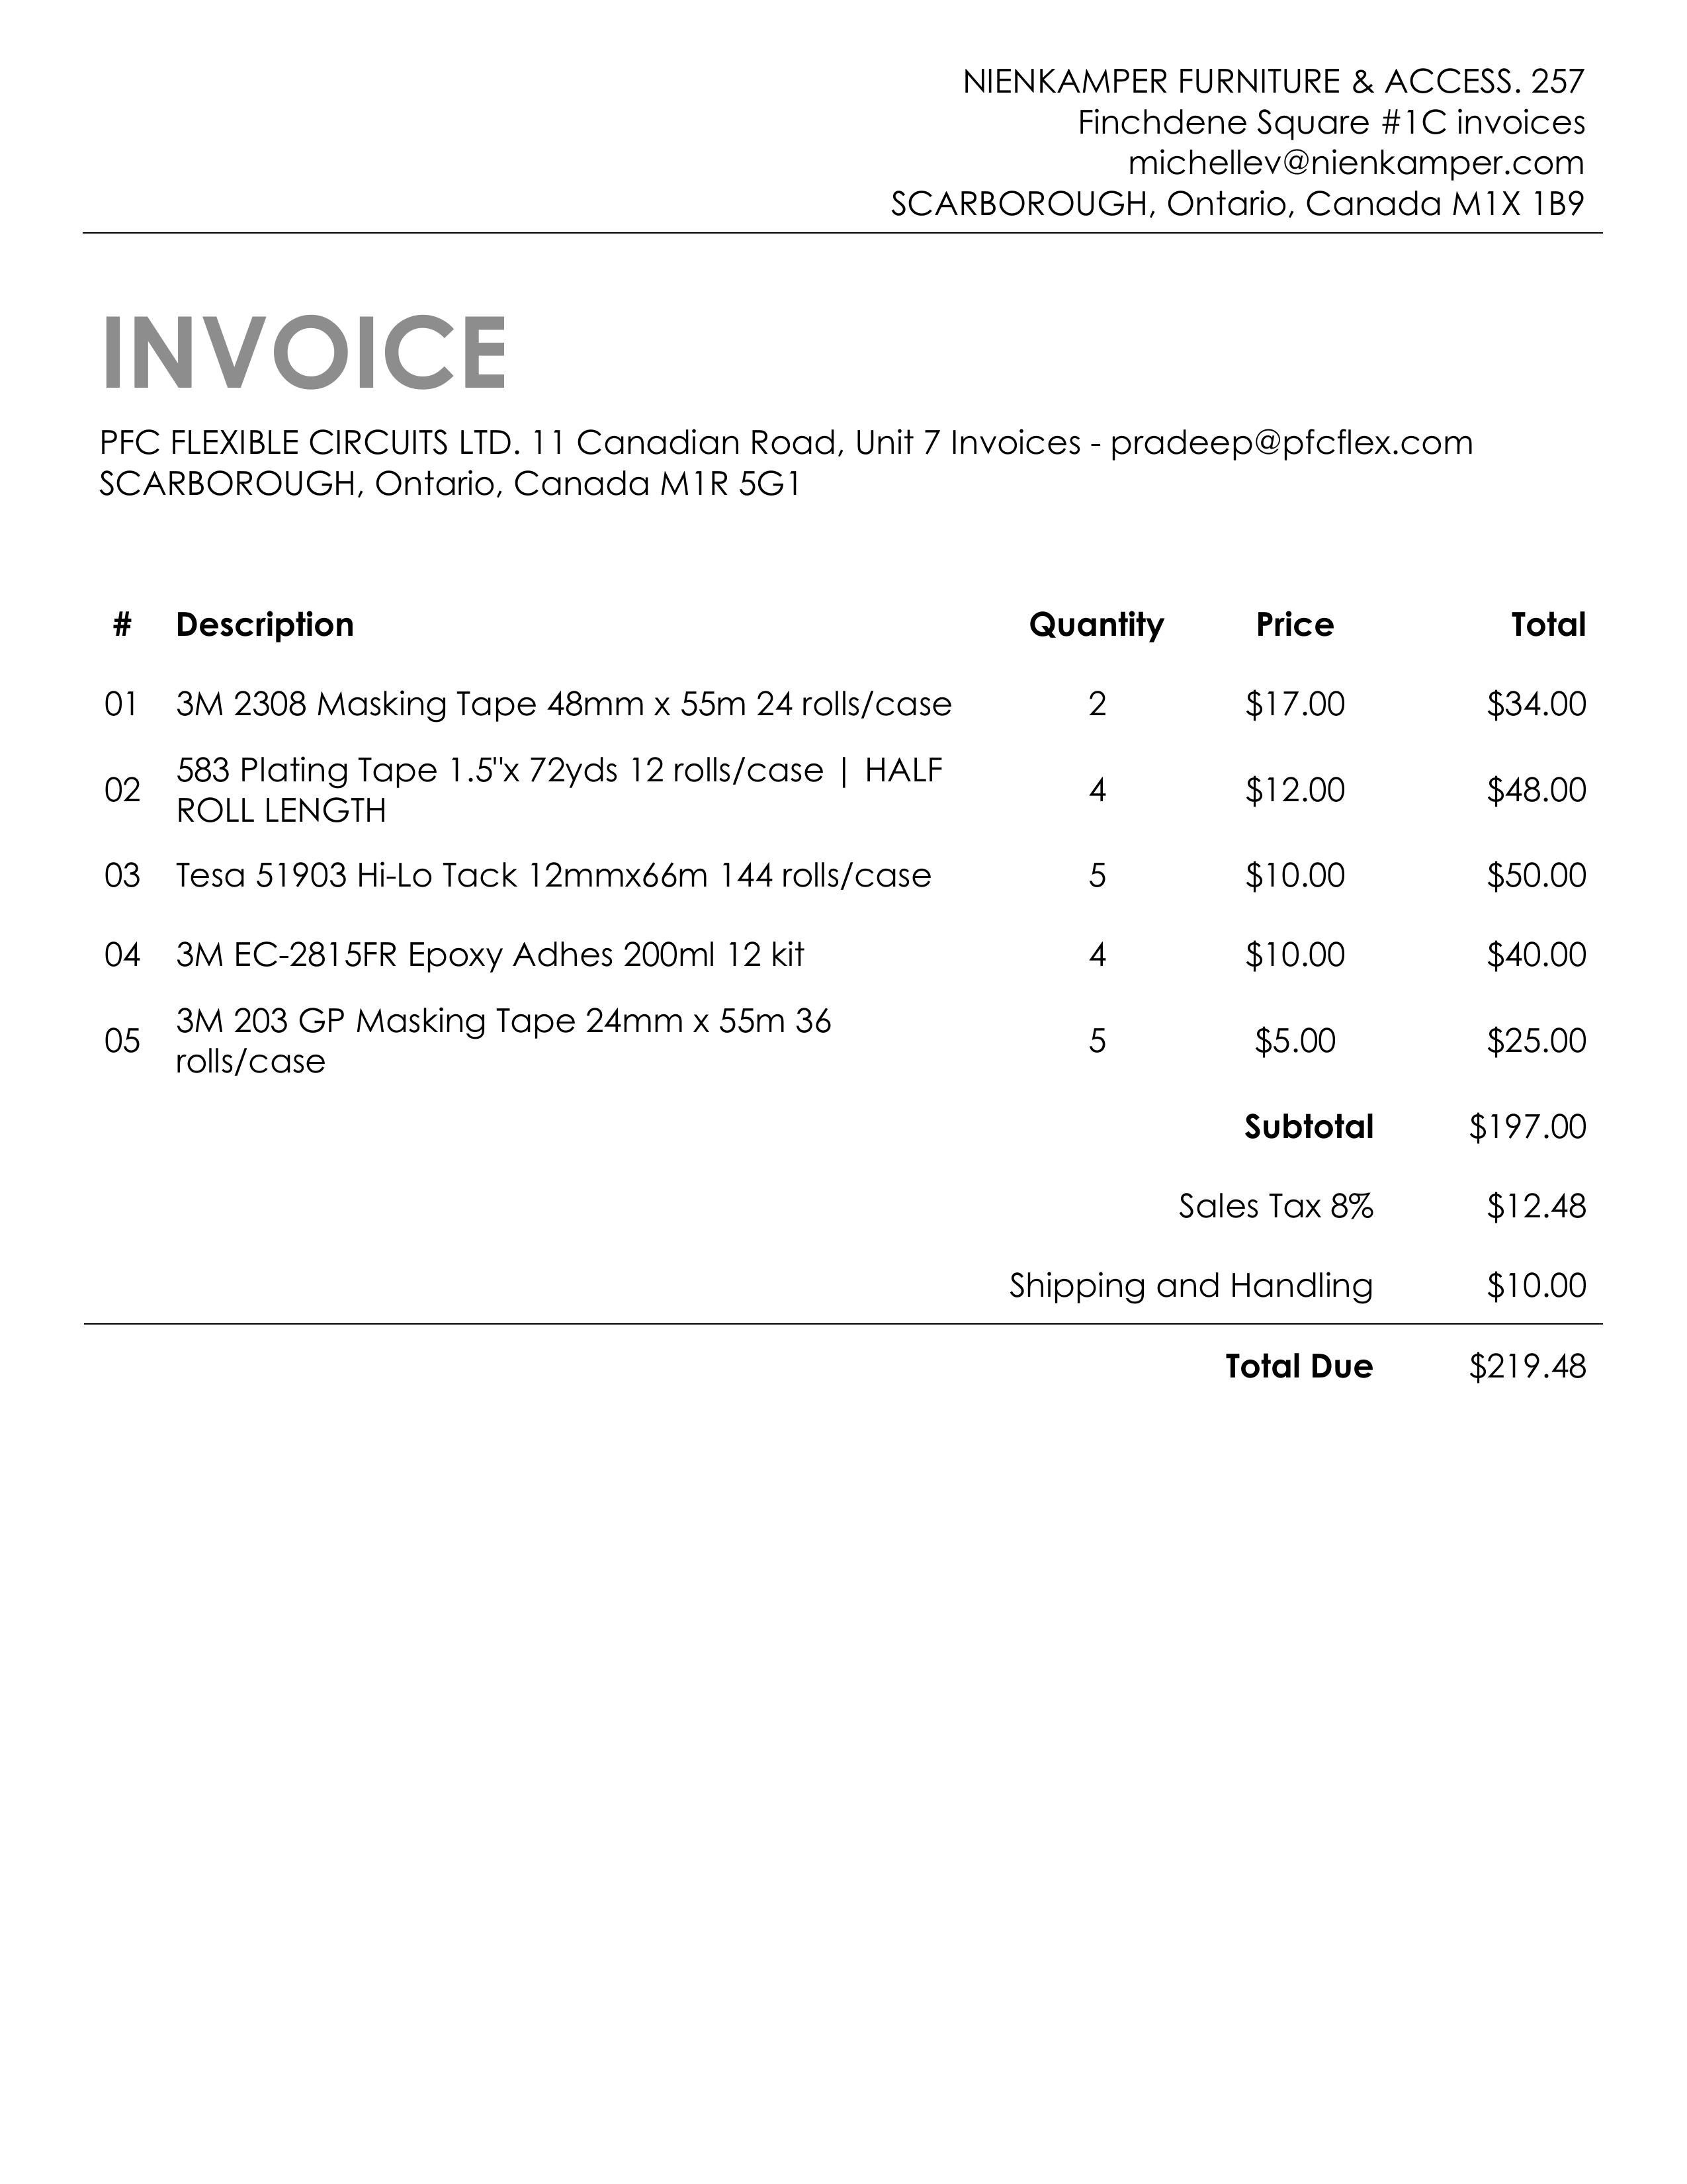 NIENKAMPER FURNITURE & ACCESS. 257
Finchdene Square #1C invoices
michellev@nienkamper.com
SCARBOROUGH, Ontario, Canada M1X 1B9
INVOICE
PFC FLEXIBLE CIRCUITS LTD. 11 Canadian Road, Unit 7 Invoices - pradeep@pfcflex.com
SCARBOROUGH, Ontario, Canada M1R 5G1
# Description Quantity Price Total
01 3M 2308 Masking Tape 48mm x 55m 24 rolls/case 2 $17.00 $34.00
02 583 Plating Tape 1.5"x 72yds 12 rolls/case | HALF
ROLL LENGTH 4 $12.00 $48.00
03 Tesa 51903 Hi-Lo Tack 12mmx66m 144 rolls/case 5 $10.00 $50.00
04 3M EC-2815FR Epoxy Adhes 200ml 12 kit 4 $10.00 $40.00
05 3M 203 GP Masking Tape 24mm x 55m 36
rolls/case 5 $5.00 $25.00
Subtotal $197.00
Sales Tax 8% $12.48
Shipping and Handling $10.00
Total Due $219.48